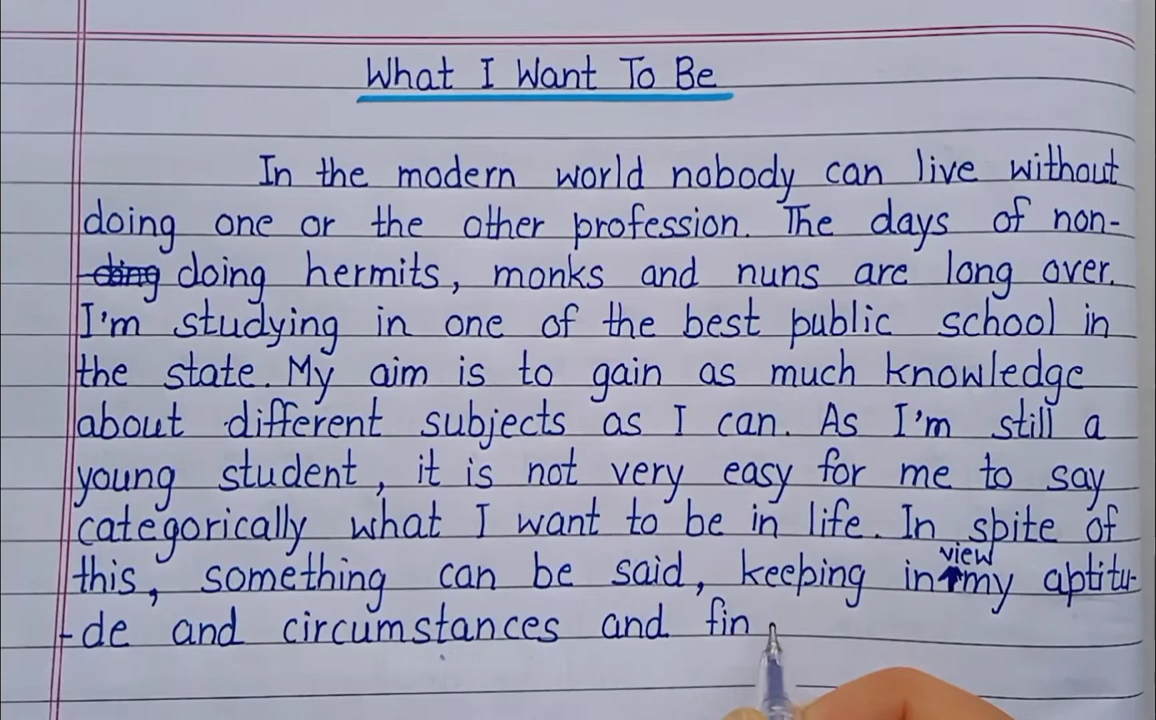 What I Want To Be
In the modern world nobody can live without
doing one or the other profession. The days of non-
doing doing hermits, monks and nuns are long over.
I'm studying in one of the best public school in
the state. My aim is to gain as much knowledge
about different subjects as I can. As I'm still a
young student, it is not very easy for me to say
categorically what I want to be in life. In spite of
this, something can be said, keeping in view my aptitu-
-de and circumstances and fin